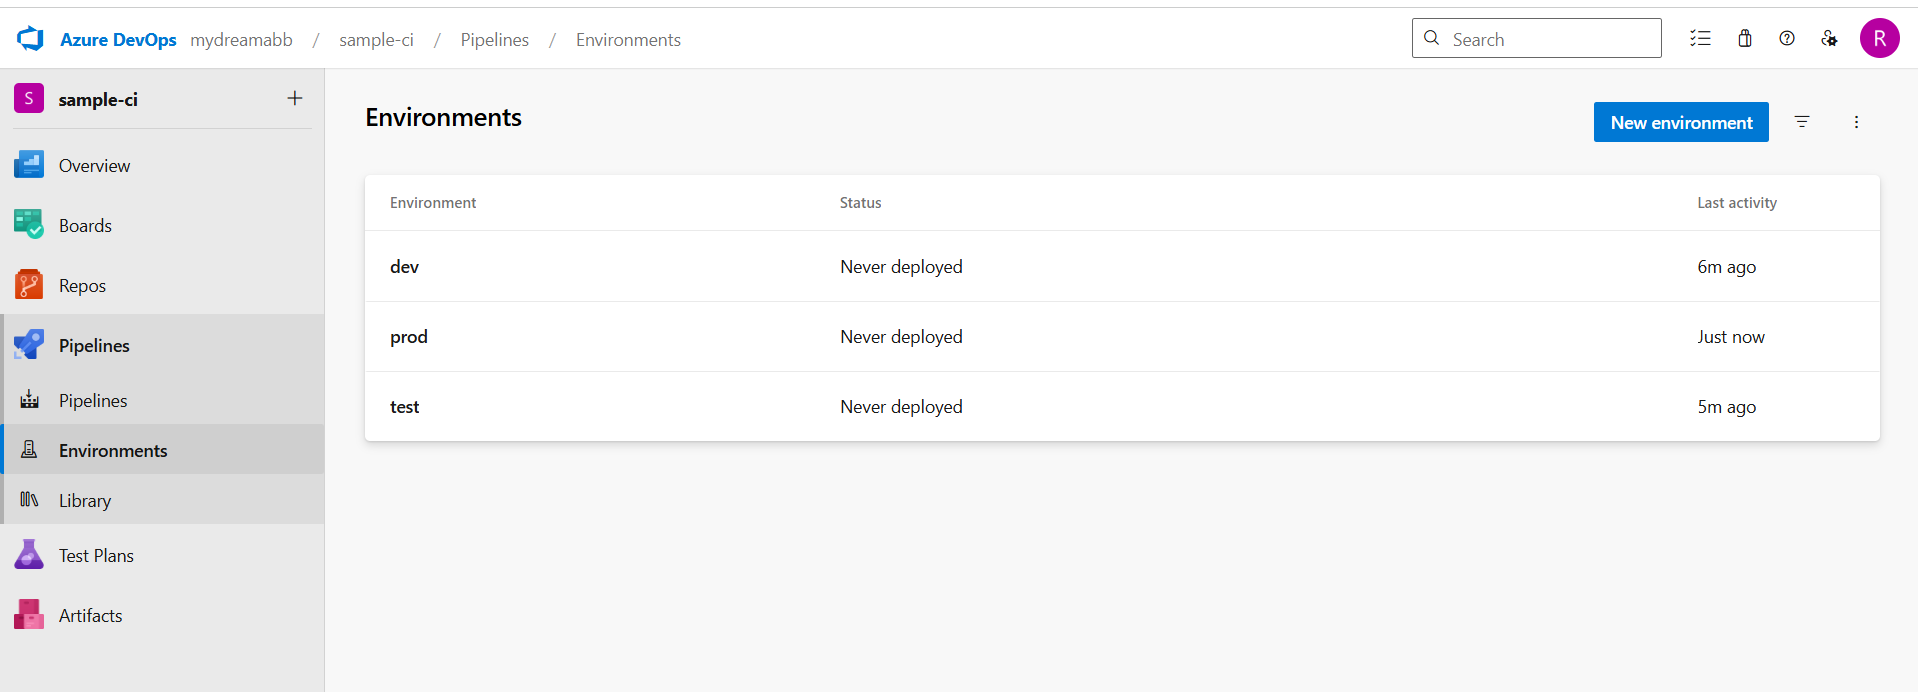 Azure DevOps mydreamabb / sample-ci / Pipelines / Environments Search R
S sample-ci +
Overview
Boards
Repos
Pipelines
Pipelines
Environments
Library
Test Plans
Artifacts
Environments New environment
Environment Status Last activity
dev Never deployed 6m ago
prod Never deployed Just now
test Never deployed 5m ago